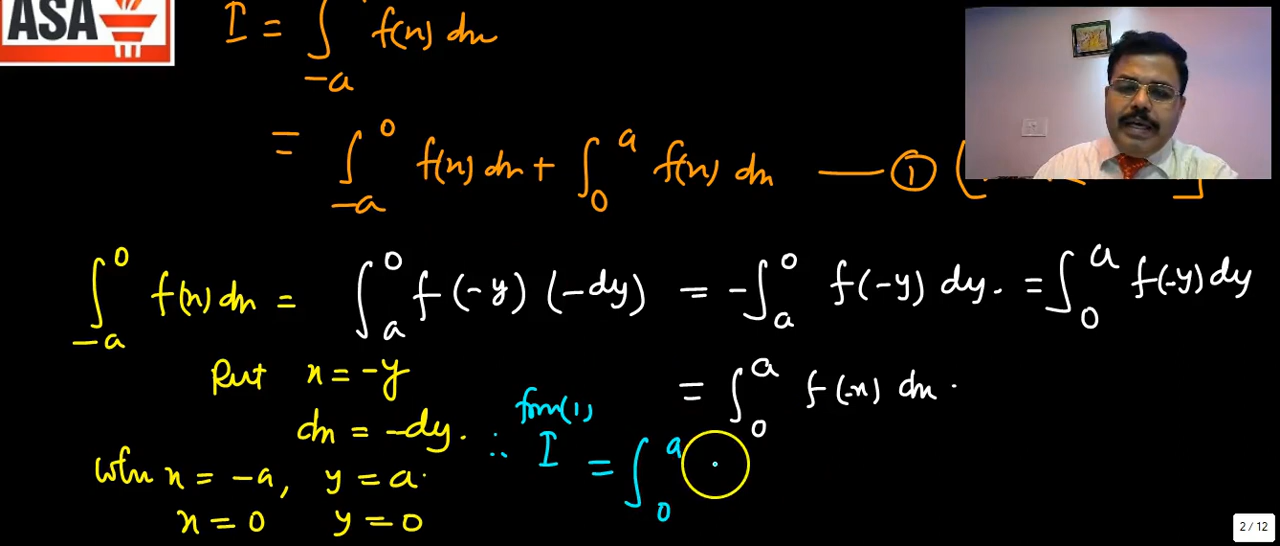 ASA
I = ∫_{-a} f(x) dx
= ∫_{-a}^{0} f(x) dx + ∫_{0}^{a} f(x) dx —— ①
∫_{-a}^{0} f(x) dx = ∫_{a}^{0} f(-y) (-dy) = -∫_{a}^{0} f(-y) dy. = ∫_{0}^{a} f(-y) dy
Put x = -y
= ∫_{0}^{a} f(-x) dx.
dx = -dy.
from (1)
∴ I = ∫_{0}^{a}
When x = -a, y = a.
x = 0 y = 0
2 / 12